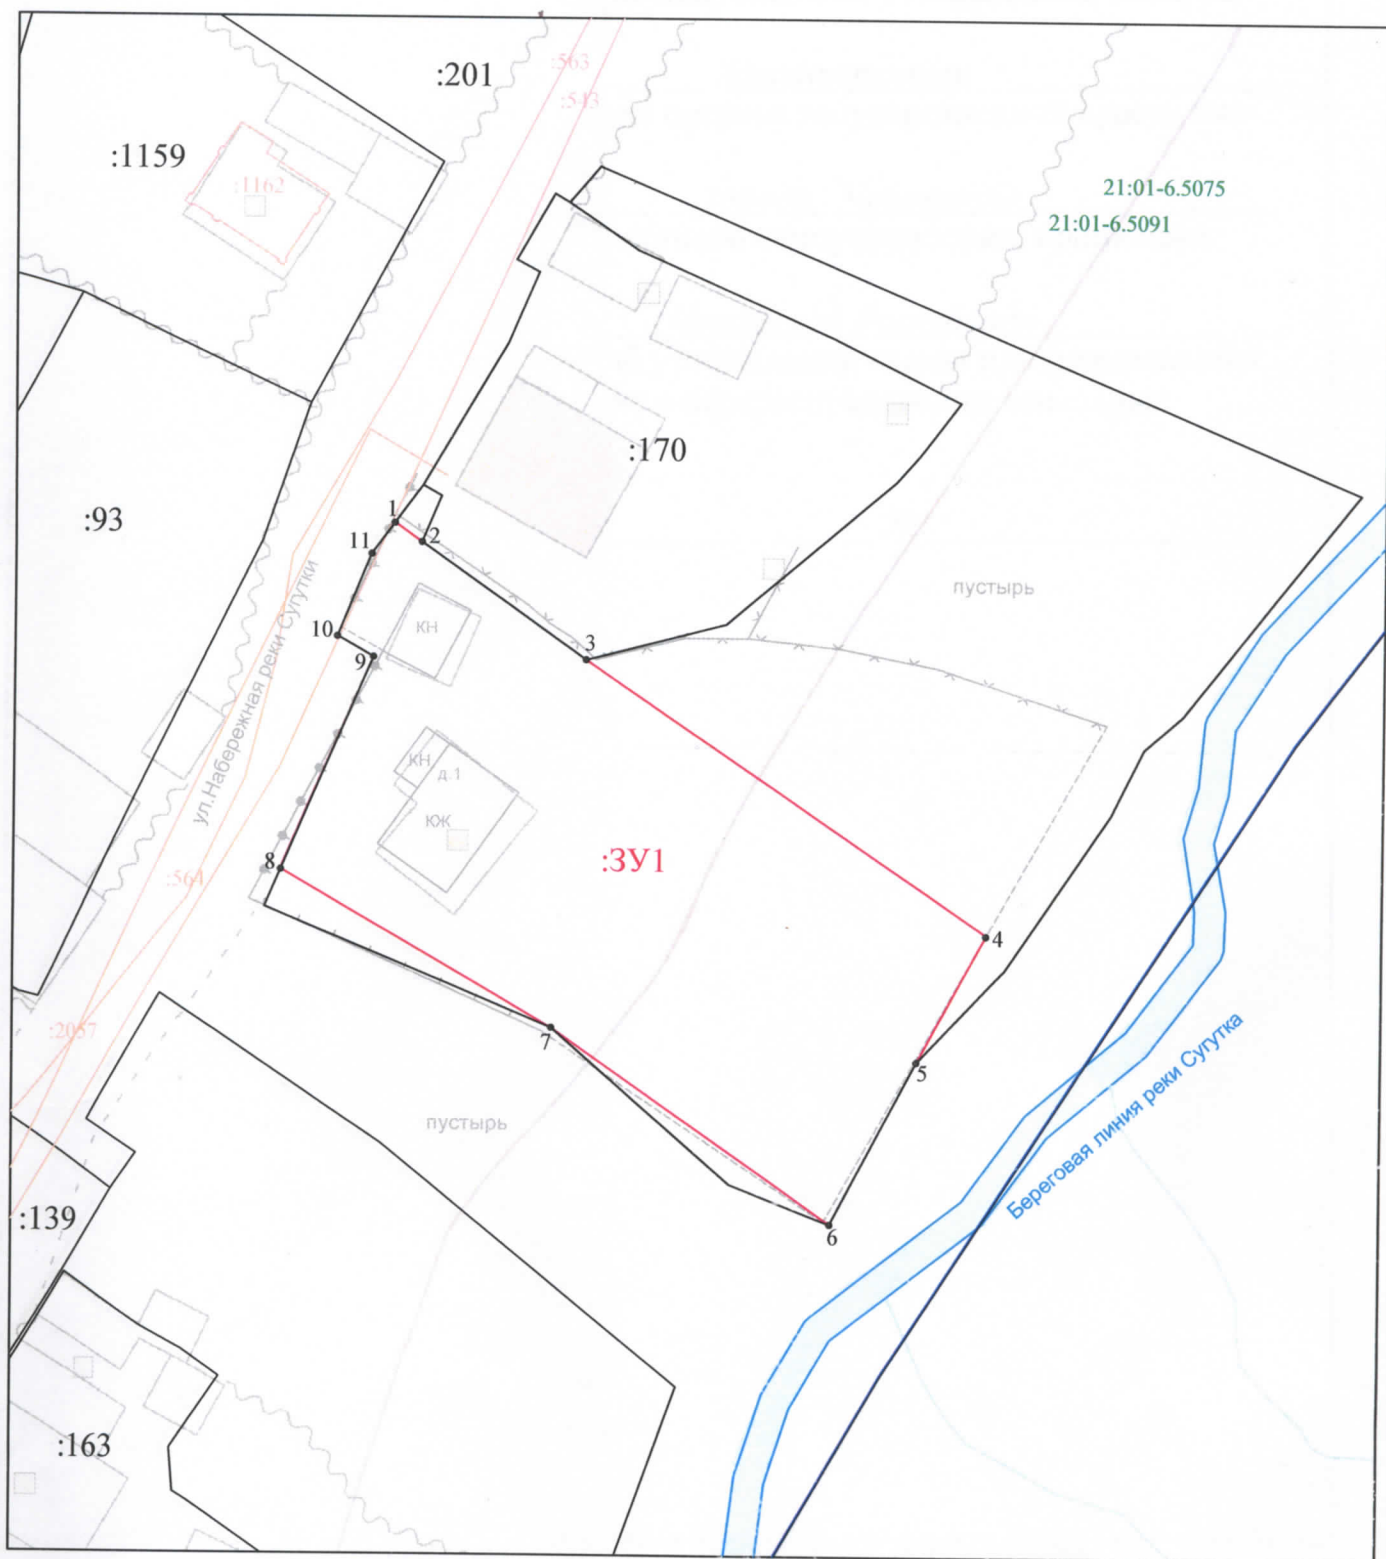 :201
:563
:543
:1159
:1162
21:01-6.5075
21:01-6.5091
:170
:93
1
2
11
пустырь
10
КН
3
9
ул.Набережная реки Сугутки
КН
д.1
КЖ
8
:ЗУ1
:564
4
:2057
7
5
пустырь
Береговая линия реки Сугутка
:139
6
:163